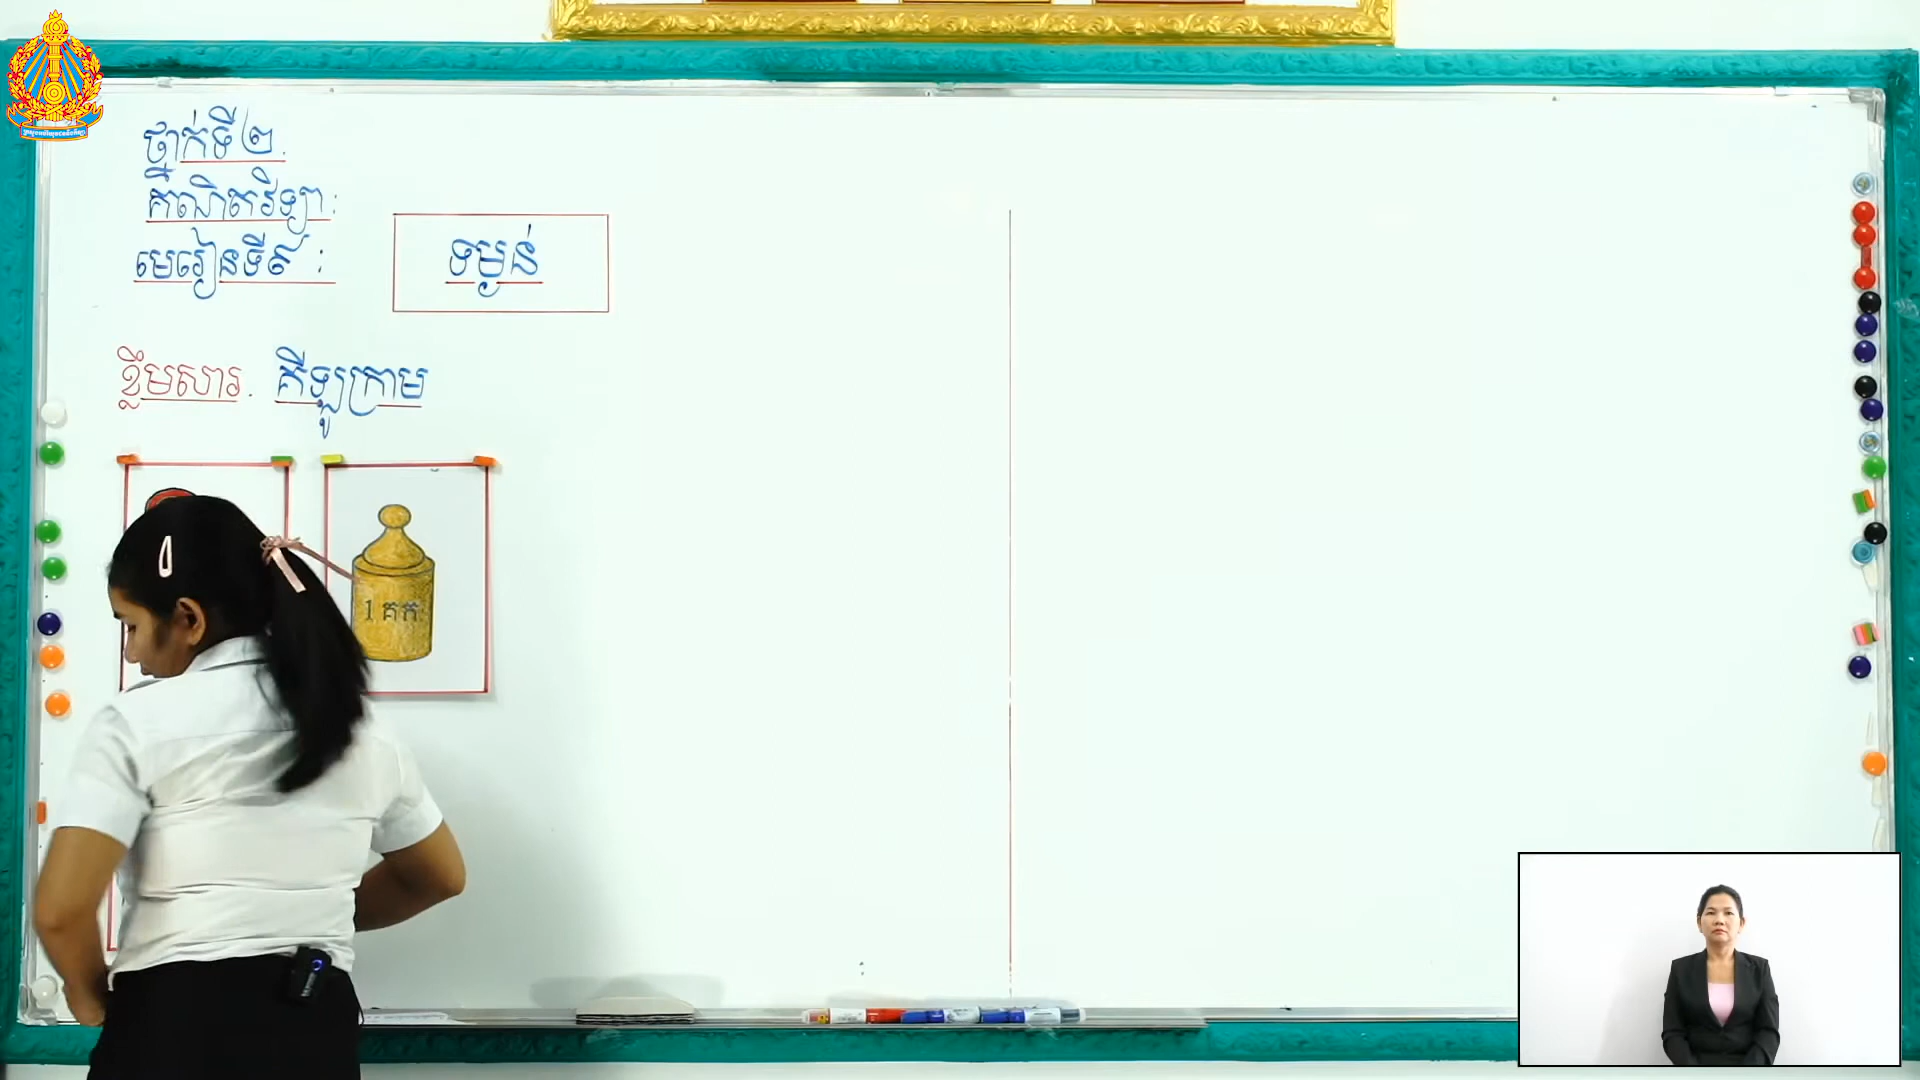 ថ្នាក់ទី២.
គណិតវិទ្យា :
មេរៀនទី៩ :
ទម្ងន់
ខ្លឹមសារ. គីឡូក្រាម
1 គក